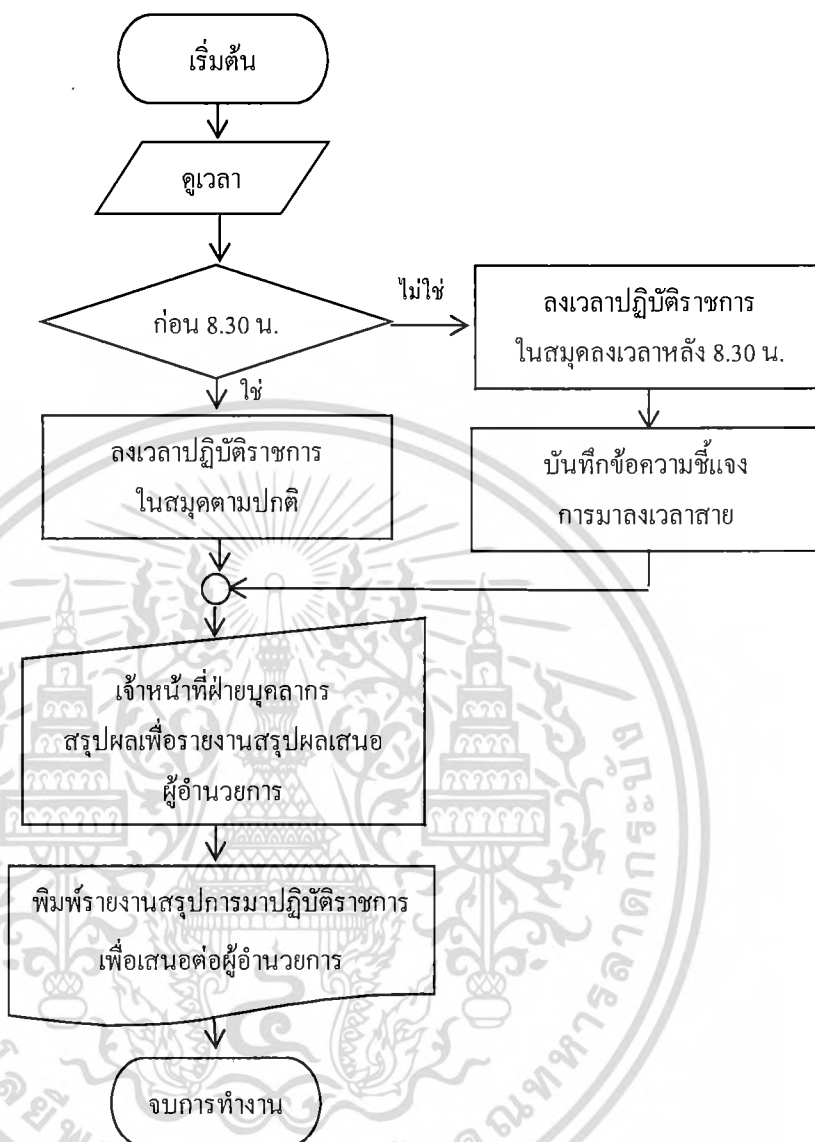 เริ่มต้น
ดูเวลา
ก่อน 8.30 น.
ไม่ใช่
ลงเวลาปฏิบัติราชการ
ในสมุดลงเวลาหลัง 8.30 น.
ใช่
ลงเวลาปฏิบัติราชการ
ในสมุดตามปกติ
บันทึกข้อความชี้แจง
การมาลงเวลาสาย
เจ้าหน้าที่ฝ่ายบุคลากร
สรุปผลเพื่อรายงานสรุปผลเสนอ
ผู้อำนวยการ
พิมพ์รายงานสรุปการมาปฏิบัติราชการ
เพื่อเสนอต่อผู้อำนวยการ
จบการทำงาน